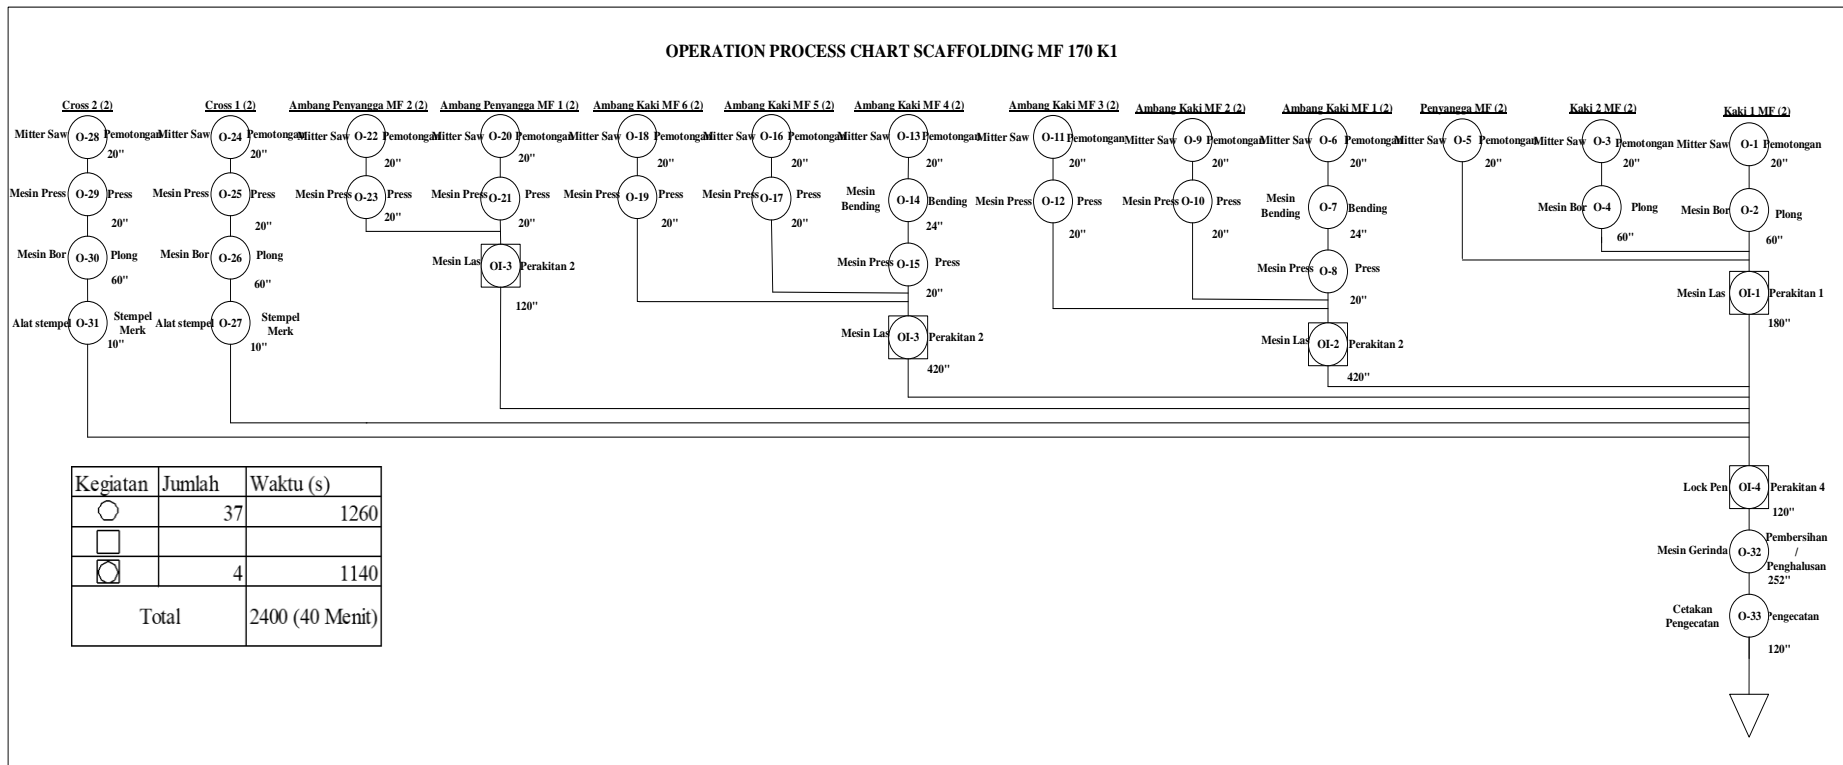 OPERATION PROCESS CHART SCAFFOLDING MF 170 K1
Cross 2 (2)
Mitter Saw O-28 Pemotongan
20"
Mesin Press O-29 Press
20"
Mesin Bor O-30 Plong
60"
Alat stempel O-31 Stempel
Merk
10"
Cross 1 (2)
Mitter Saw O-24 Pemotongan
20"
Mesin Press O-25 Press
20"
Mesin Bor O-26 Plong
60"
Alat stempel O-27 Stempel
Merk
10"
Ambang Penyangga MF 2 (2)
Mitter Saw O-22 Pemotongan
20"
Mesin Press O-23 Press
20"
Ambang Penyangga MF 1 (2)
Mitter Saw O-20 Pemotongan
20"
Mesin Press O-21 Press
20"
Mesin Las OI-3 Perakitan 2
120"
Ambang Kaki MF 6 (2)
Mitter Saw O-18 Pemotongan
20"
Mesin Press O-19 Press
20"
Ambang Kaki MF 5 (2)
Mitter Saw O-16 Pemotongan
20"
Mesin Press O-17 Press
20"
Ambang Kaki MF 4 (2)
Mitter Saw O-13 Pemotongan
20"
Mesin
Bending O-14 Bending
24"
Mesin Press O-15 Press
20"
Mesin Las OI-3 Perakitan 2
420"
Ambang Kaki MF 3 (2)
Mitter Saw O-11 Pemotongan
20"
Mesin Press O-12 Press
20"
Ambang Kaki MF 2 (2)
Mitter Saw O-9 Pemotongan
20"
Mesin Press O-10 Press
20"
Ambang Kaki MF 1 (2)
Mitter Saw O-6 Pemotongan
20"
Mesin
Bending O-7 Bending
24"
Mesin Press O-8 Press
20"
Mesin Las OI-2 Perakitan 2
420"
Penyangga MF (2)
Mitter Saw O-5 Pemotongan
20"
Kaki 2 MF (2)
Mitter Saw O-3 Pemotongan
20"
Mesin Bor O-4 Plong
60"
Kaki 1 MF (2)
Mitter Saw O-1 Pemotongan
20"
Mesin Bor O-2 Plong
60"
Mesin Las OI-1 Perakitan 1
180"
Lock Pen OI-4 Perakitan 4
120"
Mesin Gerinda O-32 Pembersihan
/
Penghalusan
252"
Cetakan
Pengecatan O-33 Pengecatan
120"
Kegiatan Jumlah Waktu (s)
37 1260
4 1140
Total 2400 (40 Menit)